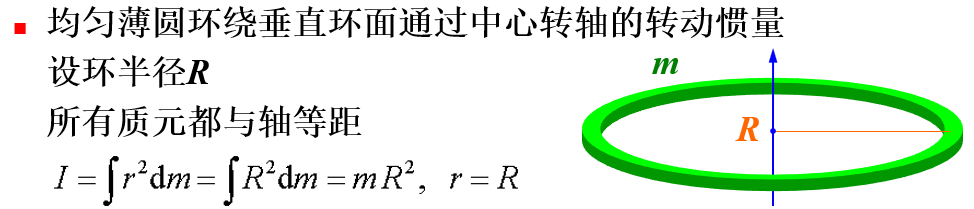 均匀薄圆环绕垂直环面通过中心转轴的转动惯量
设环半径R
所有质元都与轴等距
I = ∫r²dm = ∫R²dm = mR², r = R
m
R